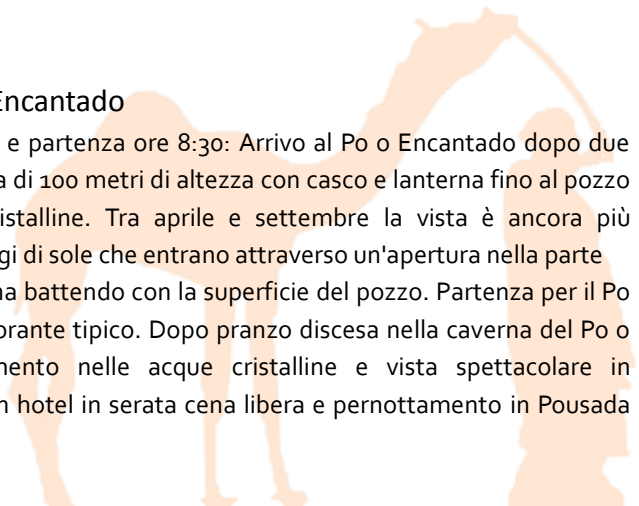 Encantado
e partenza ore 8:30: Arrivo al Po o Encantado dopo due
a di 100 metri di altezza con casco e lanterna fino al pozzo
istalline. Tra aprile e settembre la vista è ancora più
gi di sole che entrano attraverso un'apertura nella parte
na battendo con la superficie del pozzo. Partenza per il Po
orante tipico. Dopo pranzo discesa nella caverna del Po o
mento nelle acque cristalline e vista spettacolare in
n hotel in serata cena libera e pernottamento in Pousada